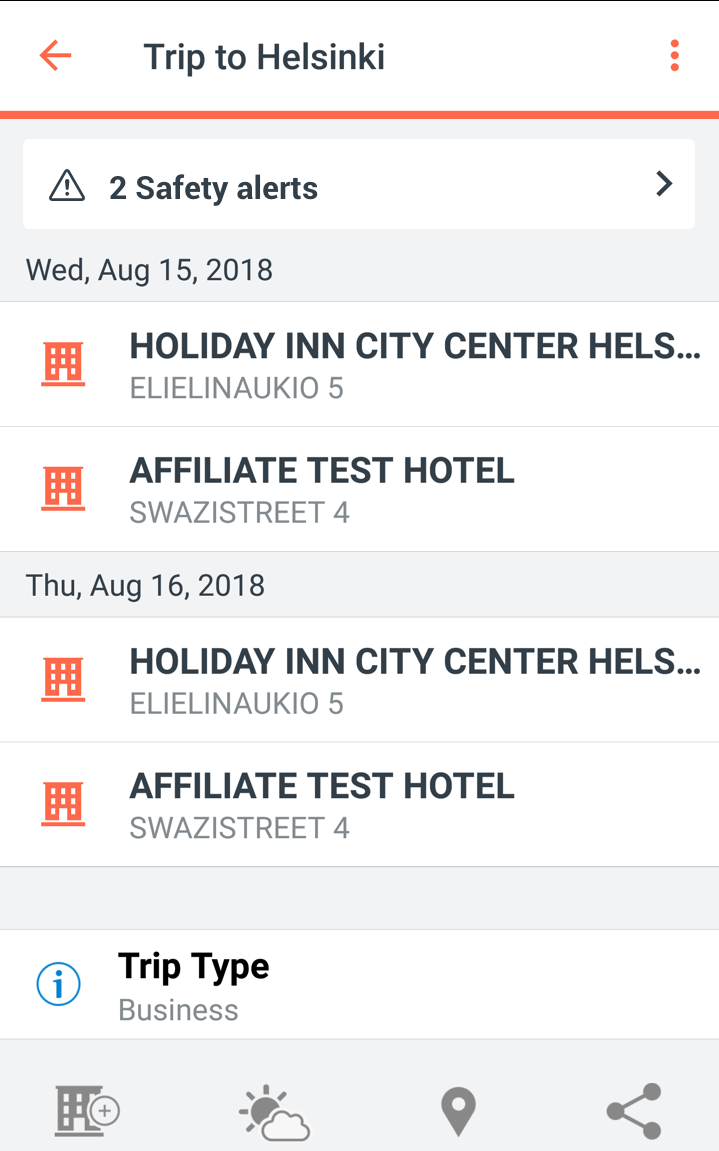 Trip to Helsinki
2 Safety alerts
Wed, Aug 15, 2018
HOLIDAY INN CITY CENTER HELS...
ELIELINAUKIO 5
AFFILIATE TEST HOTEL
SWAZISTREET 4
Thu, Aug 16, 2018
HOLIDAY INN CITY CENTER HELS...
ELIELINAUKIO 5
AFFILIATE TEST HOTEL
SWAZISTREET 4
Trip Type
Business